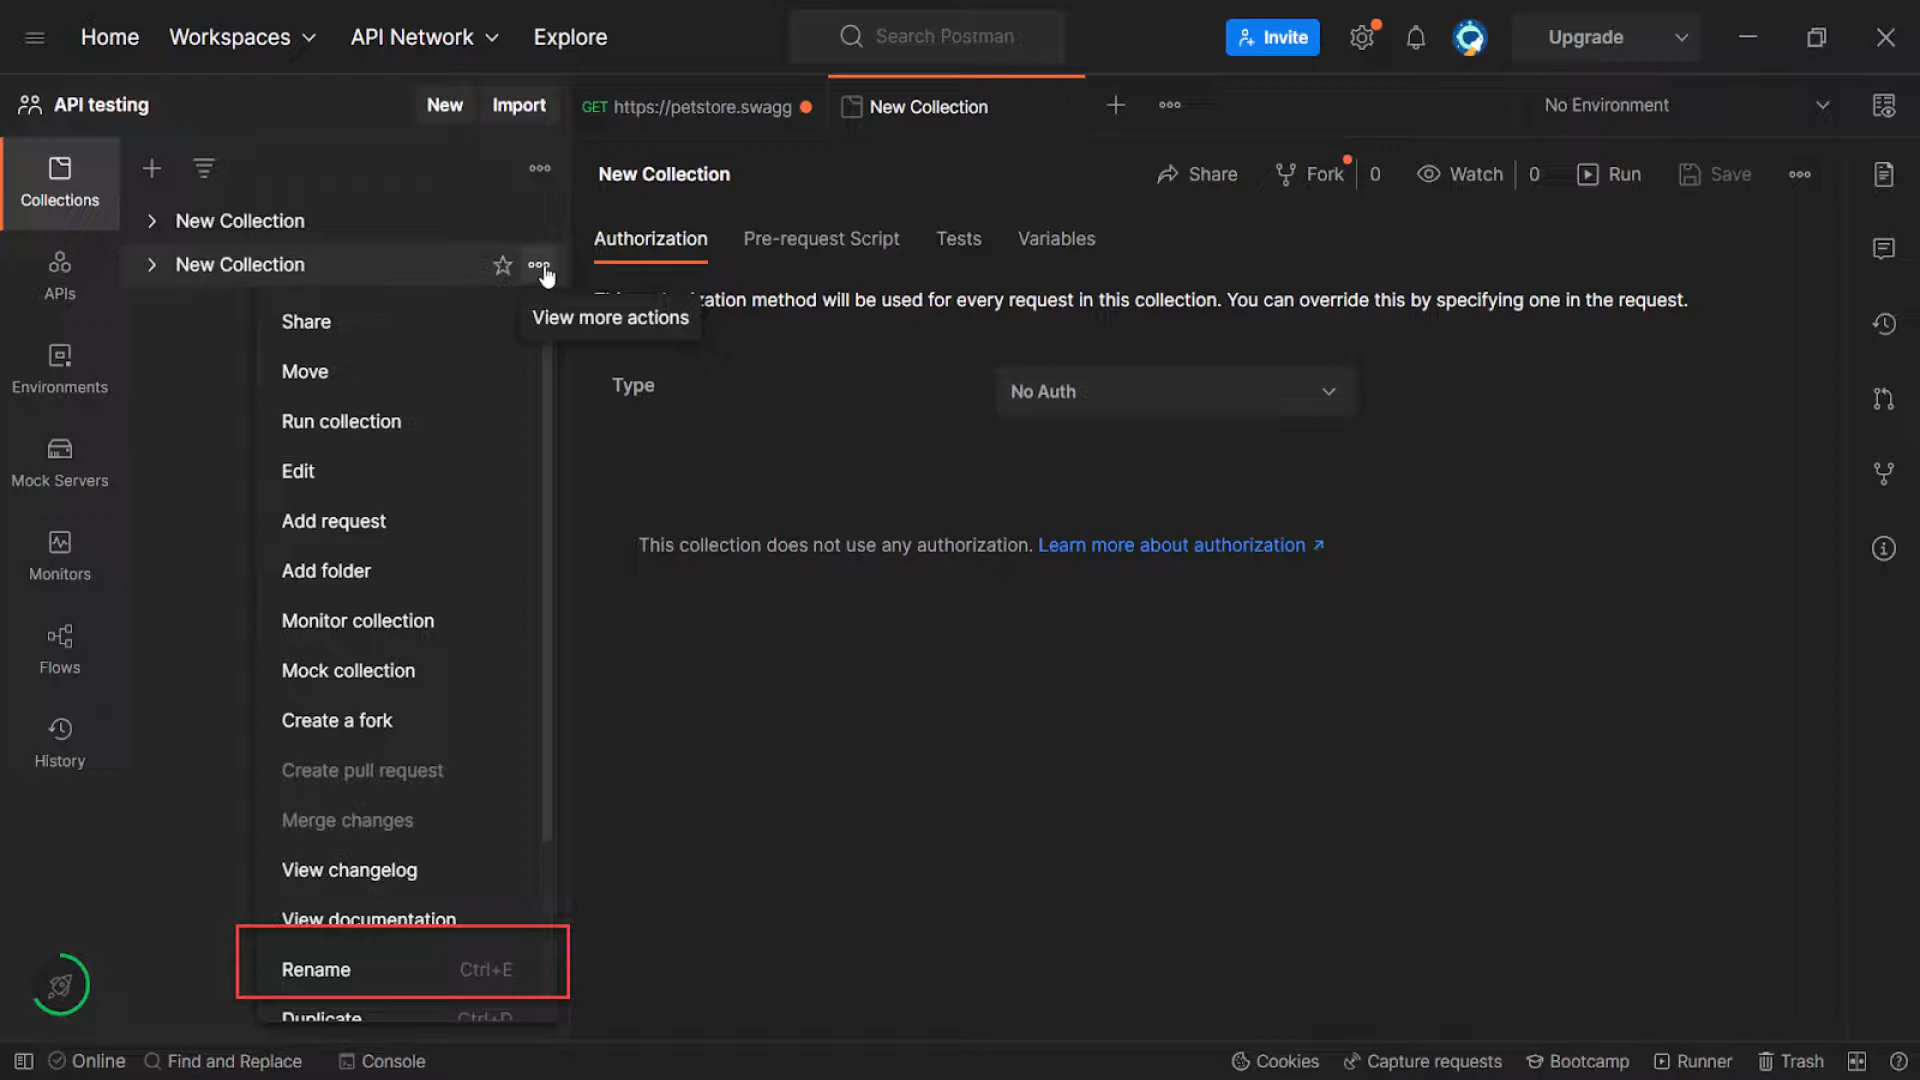 Home Workspaces API Network Explore Search Postman Invite Upgrade
API testing New Import GET https://petstore.swagg New Collection No Environment
Collections
APIs
Environments
Mock Servers
Monitors
Flows
History
New Collection
New Collection
View more actions
Share
Move
Run collection
Edit
Add request
Add folder
Monitor collection
Mock collection
Create a fork
Create pull request
Merge changes
View changelog
View documentation
Rename Ctrl+E
Duplicate Ctrl+D
New Collection Share Fork 0 Watch 0 Run Save
Authorization Pre-request Script Tests Variables
zation method will be used for every request in this collection. You can override this by specifying one in the request.
Type No Auth
This collection does not use any authorization. Learn more about authorization ↗
Online Find and Replace Console Cookies Capture requests Bootcamp Runner Trash